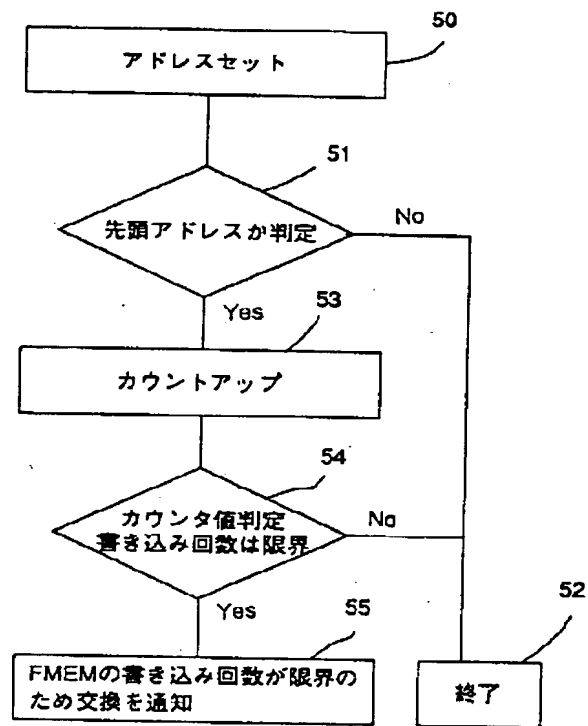 50
アドレスセット
51
先頭アドレスか判定
No
Yes
53
カウントアップ
54
カウンタ値判定
書き込み回数は限界
No
Yes
55
FMEMの書き込み回数が限界の
ため交換を通知
52
終了